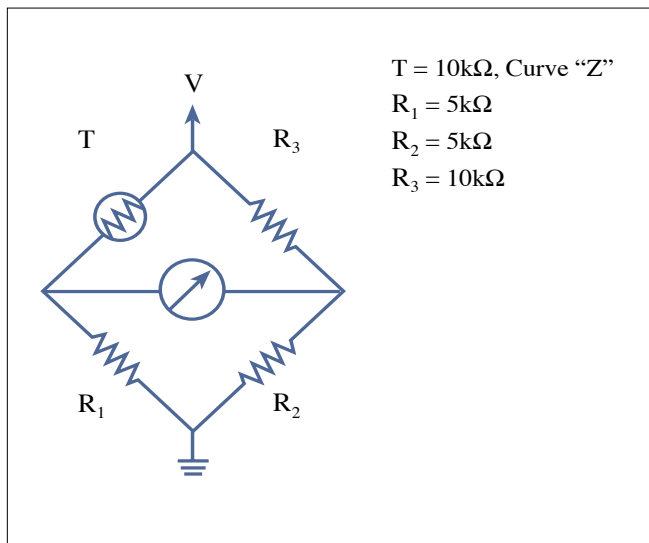 V
T
R₃
R₁
R₂
T = 10kΩ, Curve “Z”
R₁ = 5kΩ
R₂ = 5kΩ
R₃ = 10kΩ